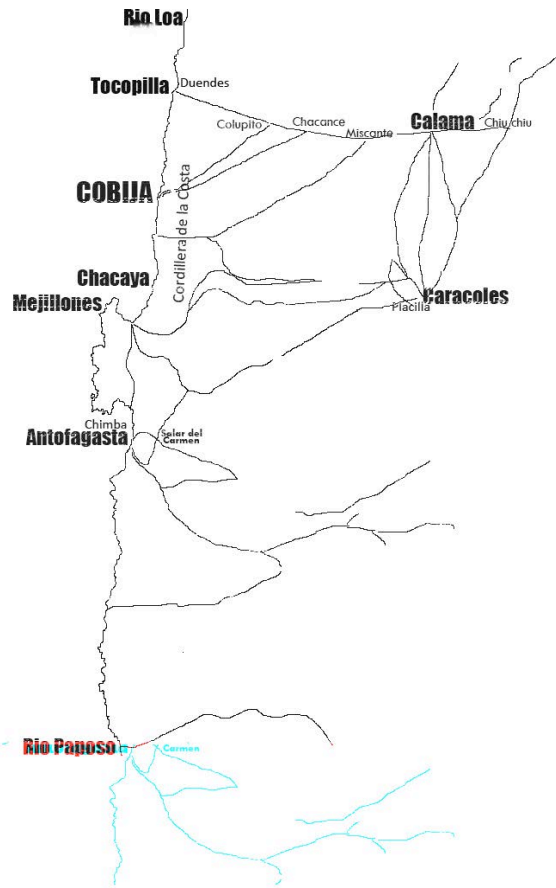 Rio Loa
Tocopilla
Duendes
Colupito
Chacance
Miscante
Calama
Chiu chiu
COBIJA
Cordillera de la Costa
Chacaya
Mejillones
Caracoles
Placilla
Chimba
Antofagasta
Salar del
Carmen
Rio Paposo
Carmen